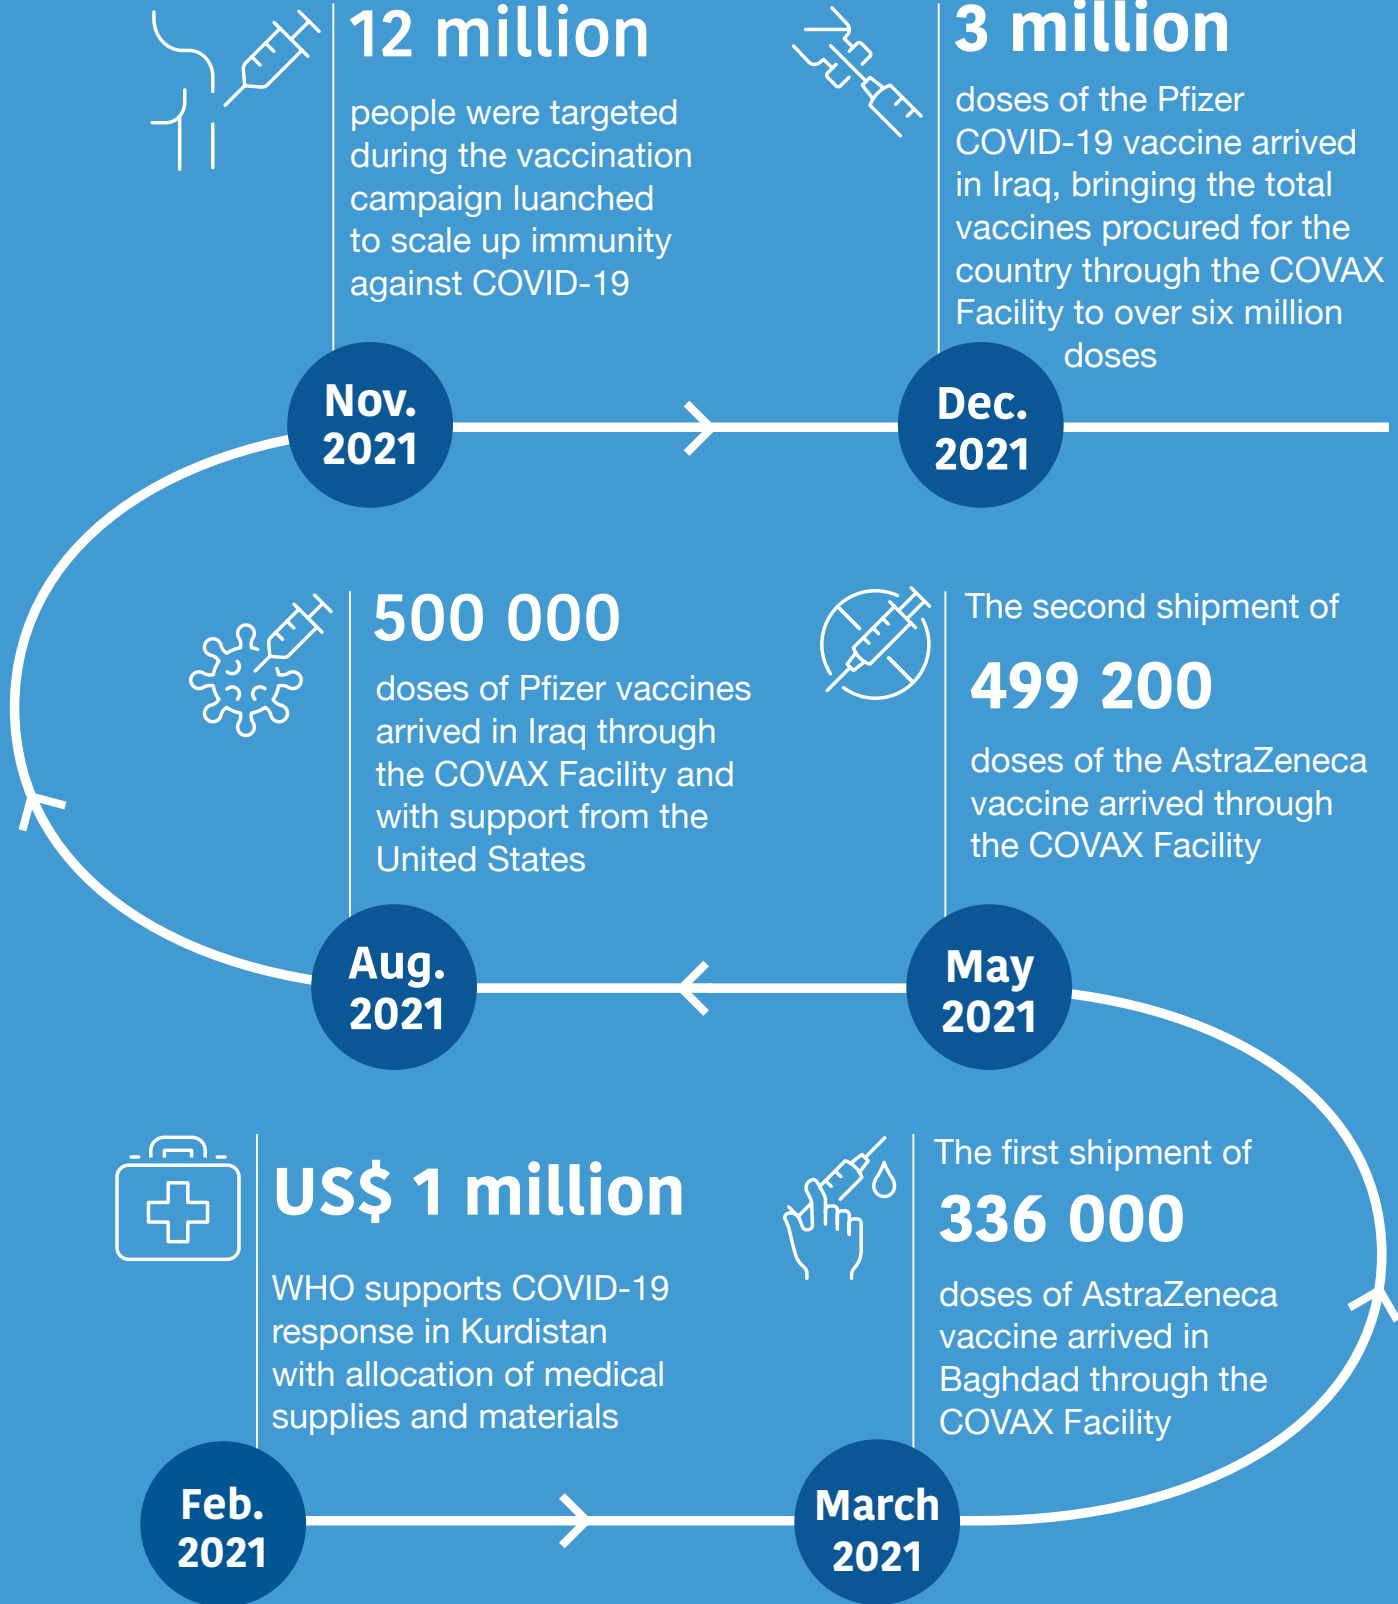 12 million
people were targeted
during the vaccination
campaign luanched
to scale up immunity
against COVID-19
Nov.
2021
3 million
doses of the Pfizer
COVID-19 vaccine arrived
in Iraq, bringing the total
vaccines procured for the
country through the COVAX
Facility to over six million
doses
Dec.
2021
500 000
doses of Pfizer vaccines
arrived in Iraq through
the COVAX Facility and
with support from the
United States
Aug.
2021
The second shipment of
499 200
doses of the AstraZeneca
vaccine arrived through
the COVAX Facility
May
2021
US$ 1 million
WHO supports COVID-19
response in Kurdistan
with allocation of medical
supplies and materials
Feb.
2021
The first shipment of
336 000
doses of AstraZeneca
vaccine arrived in
Baghdad through the
COVAX Facility
March
2021